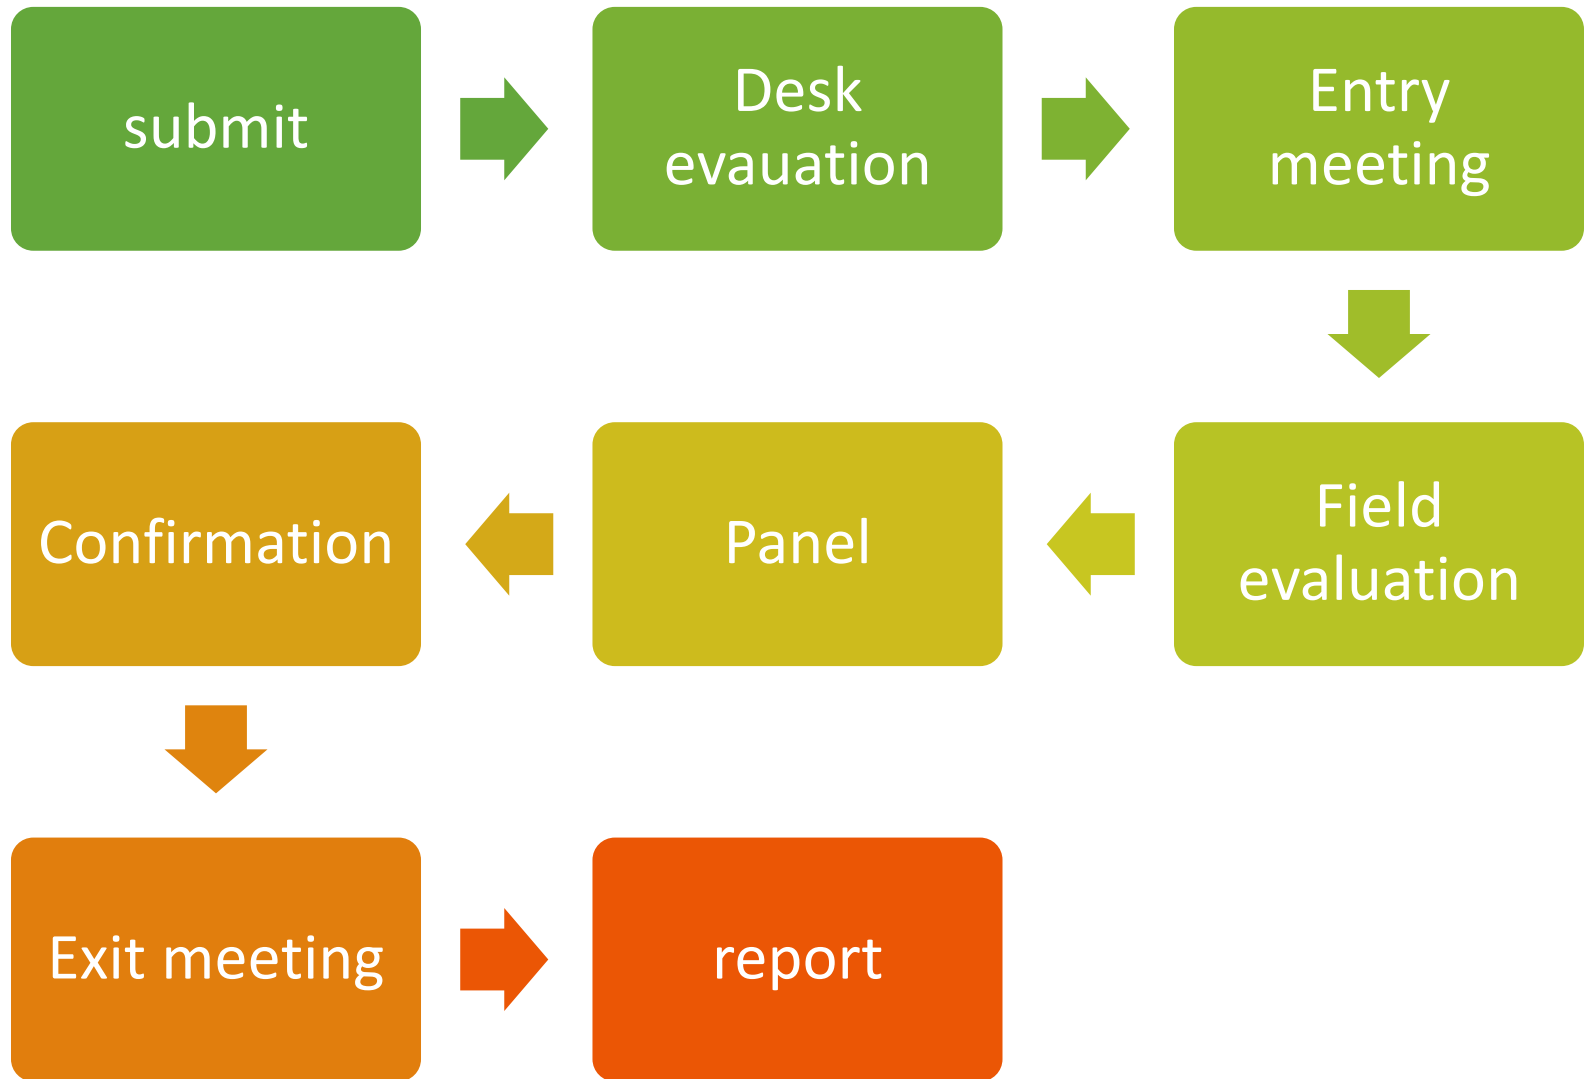 submit
Desk
evauation
Entry
meeting
Field
evaluation
Panel
Confirmation
Exit meeting
report